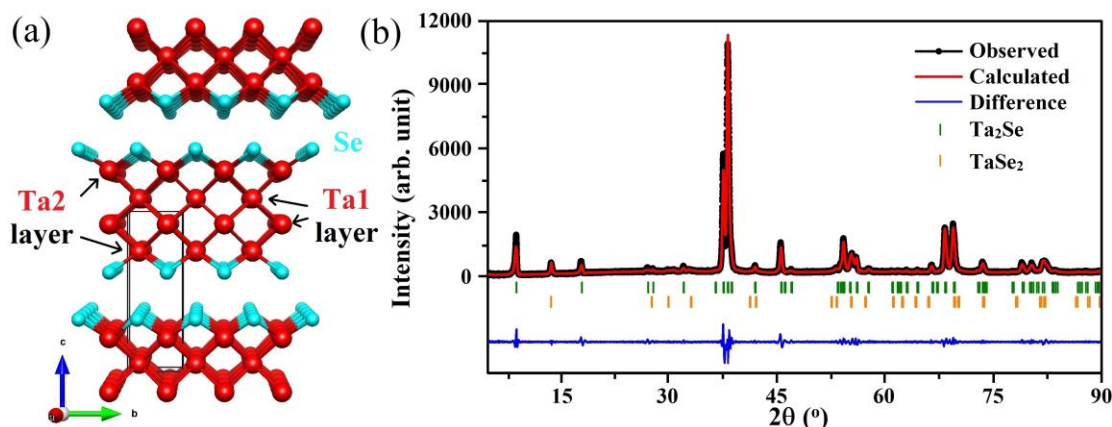 (a)
Se
Ta2
layer
Ta1
layer
c
b
(b)
12000
9000
6000
3000
0
Intensity (arb. unit)
Observed
Calculated
Difference
Ta₂Se
TaSe₂
15 30 45 60 75 90
2θ (º)